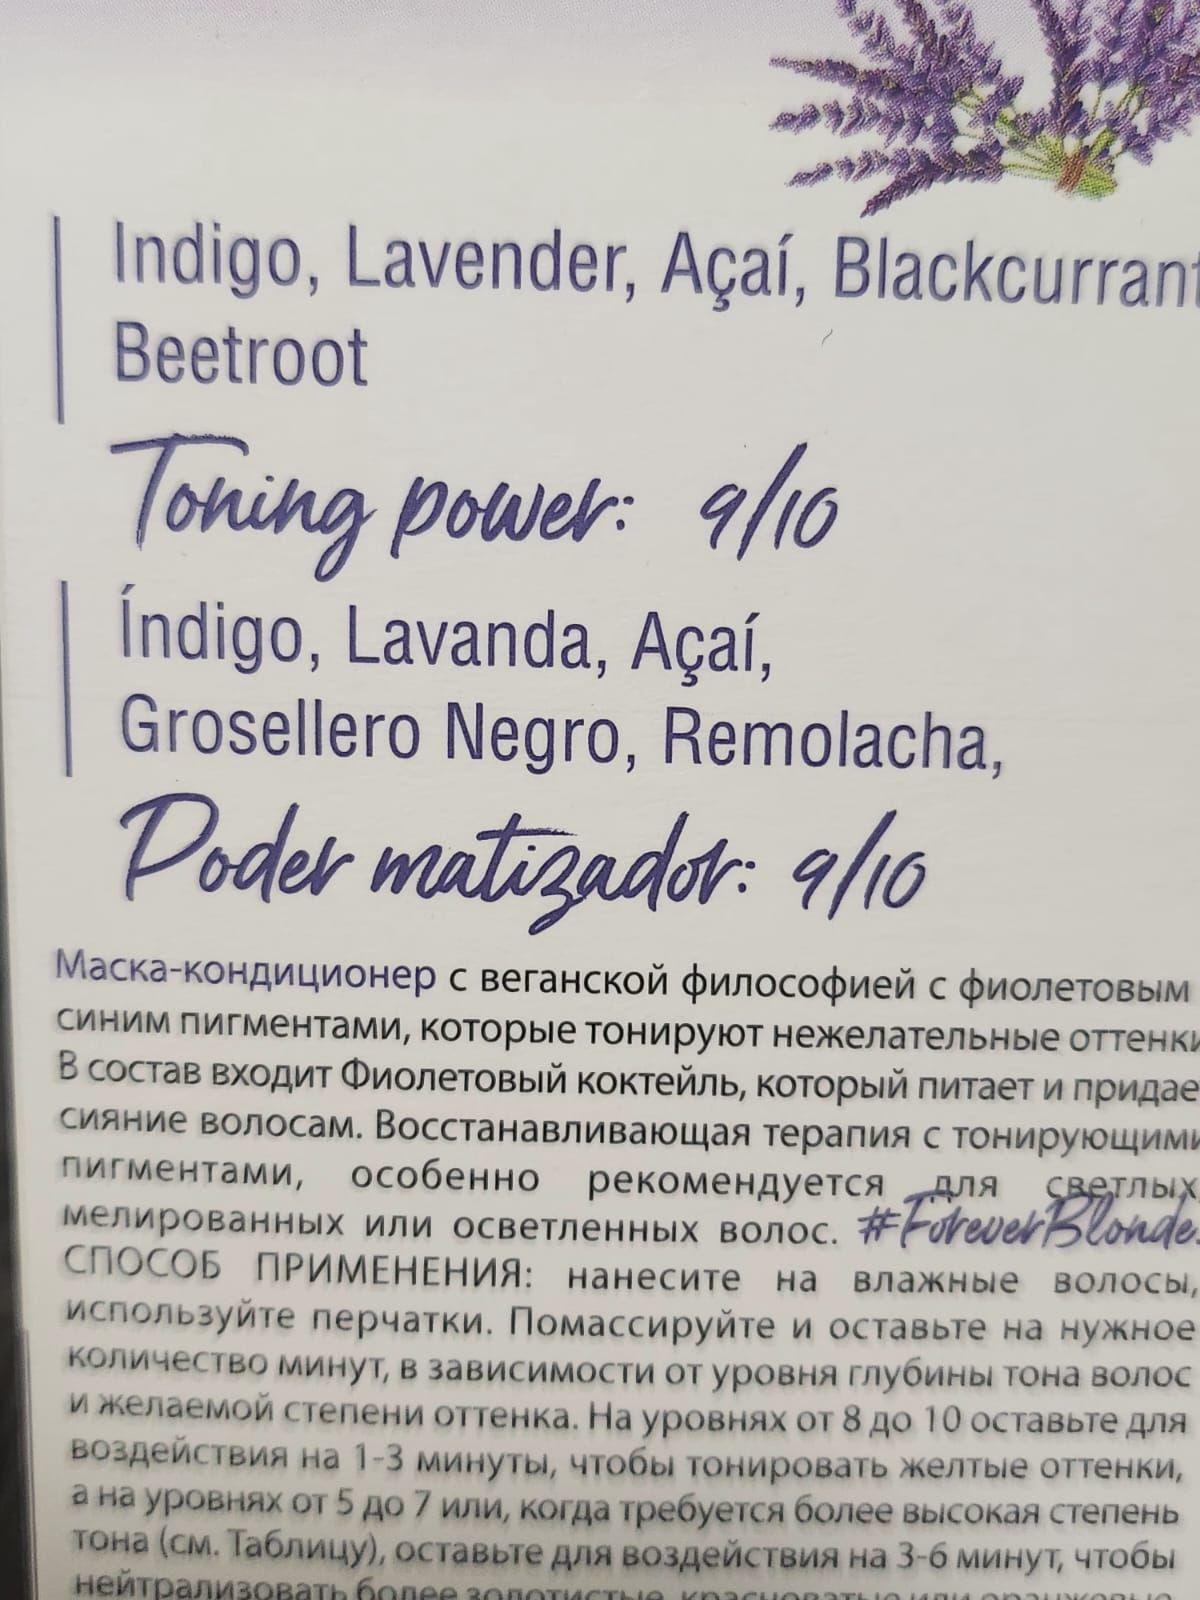 Indigo, Lavender, Açaí, Blackcurrant
Beetroot
Toning power: 9/10
Índigo, Lavanda, Açaí,
Grosellero Negro, Remolacha,
Poder matizador: 9/10
Маска-кондиционер с веганской философией с фиолетовым
синим пигментами, которые тонируют нежелательные оттенки
В состав входит Фиолетовый коктейль, который питает и придае
сияние волосам. Восстанавливающая терапия с тонирующими
пигментами, особенно рекомендуется для светлых
мелированных или осветленных волос. #ForeverBlonde.
СПОСОБ ПРИМЕНЕНИЯ: нанесите на влажные волосы,
используйте перчатки. Помассируйте и оставьте на нужное
количество минут, в зависимости от уровня глубины тона волос
и желаемой степени оттенка. На уровнях от 8 до 10 оставьте для
воздействия на 1-3 минуты, чтобы тонировать желтые оттенки,
а на уровнях от 5 до 7 или, когда требуется более высокая степень
тона (см. Таблицу), оставьте для воздействия на 3-6 минут, чтобы
нейтрализовать более золотистые, красноватые или оранжевые